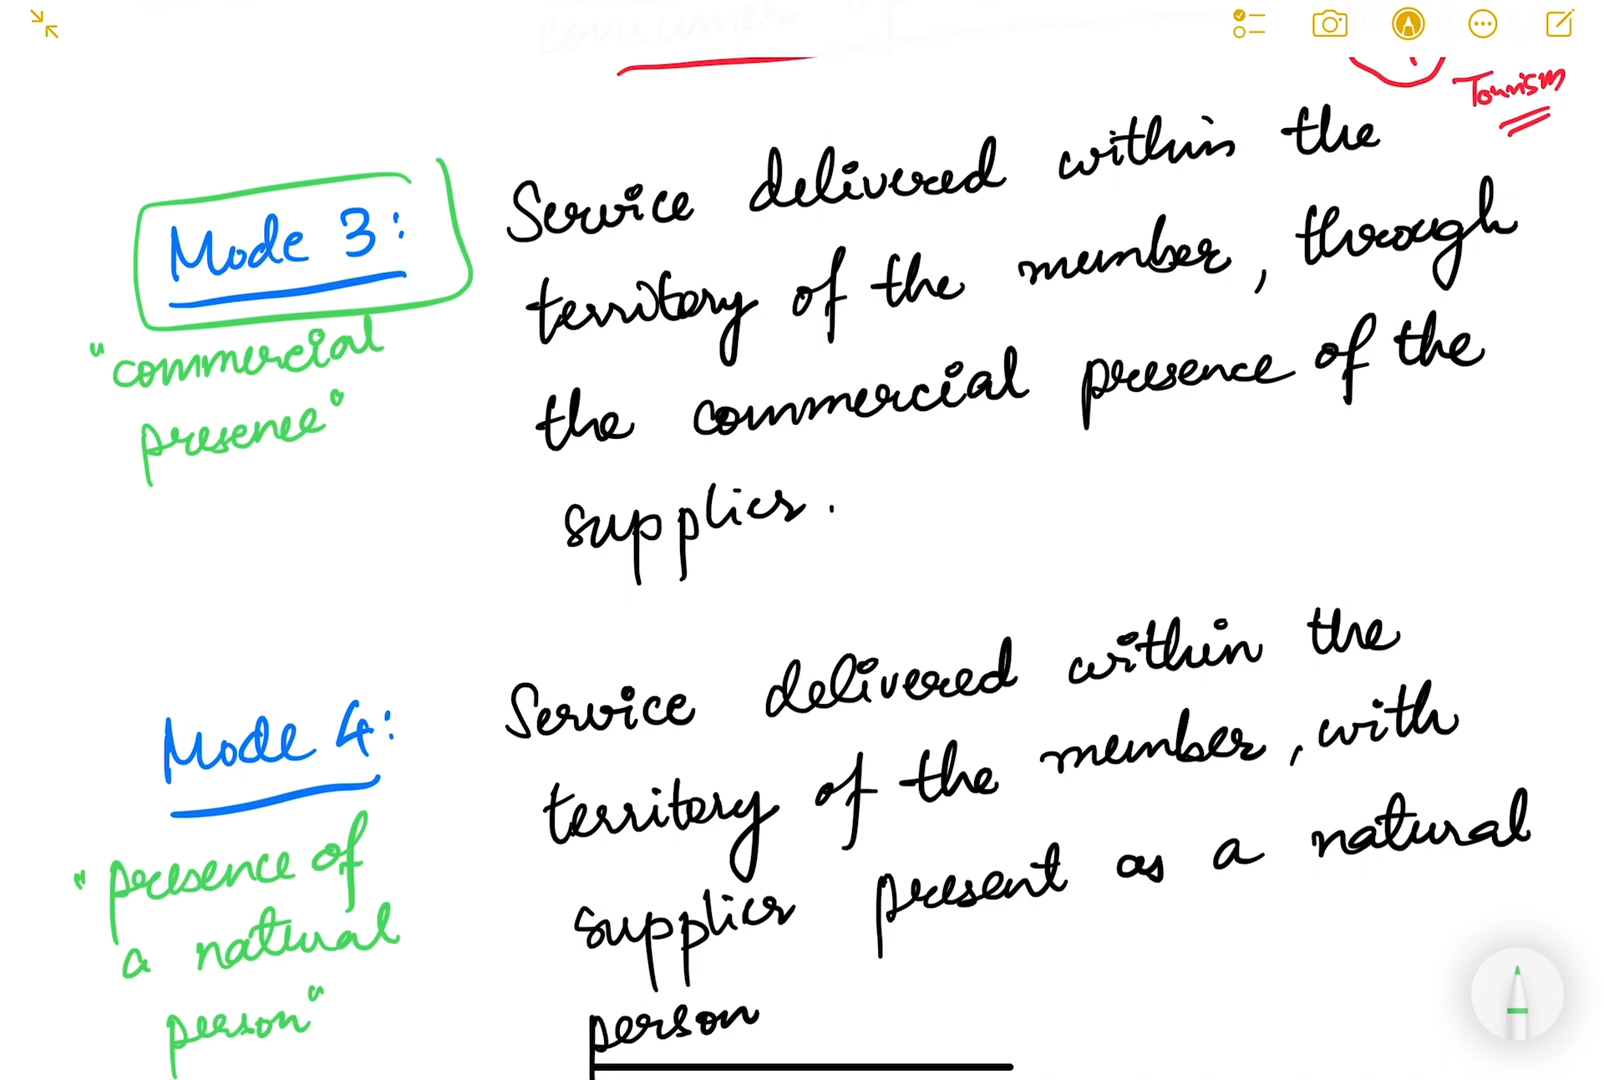 consumer
Tourism
Mode 3:
"commercial
presence"
Service delivered within the
territory of the member, through
the commercial presence of the
supplier.
Mode 4:
"presence of
a natural
person"
Service delivered within the
territory of the member, with
supplier present as a natural
person